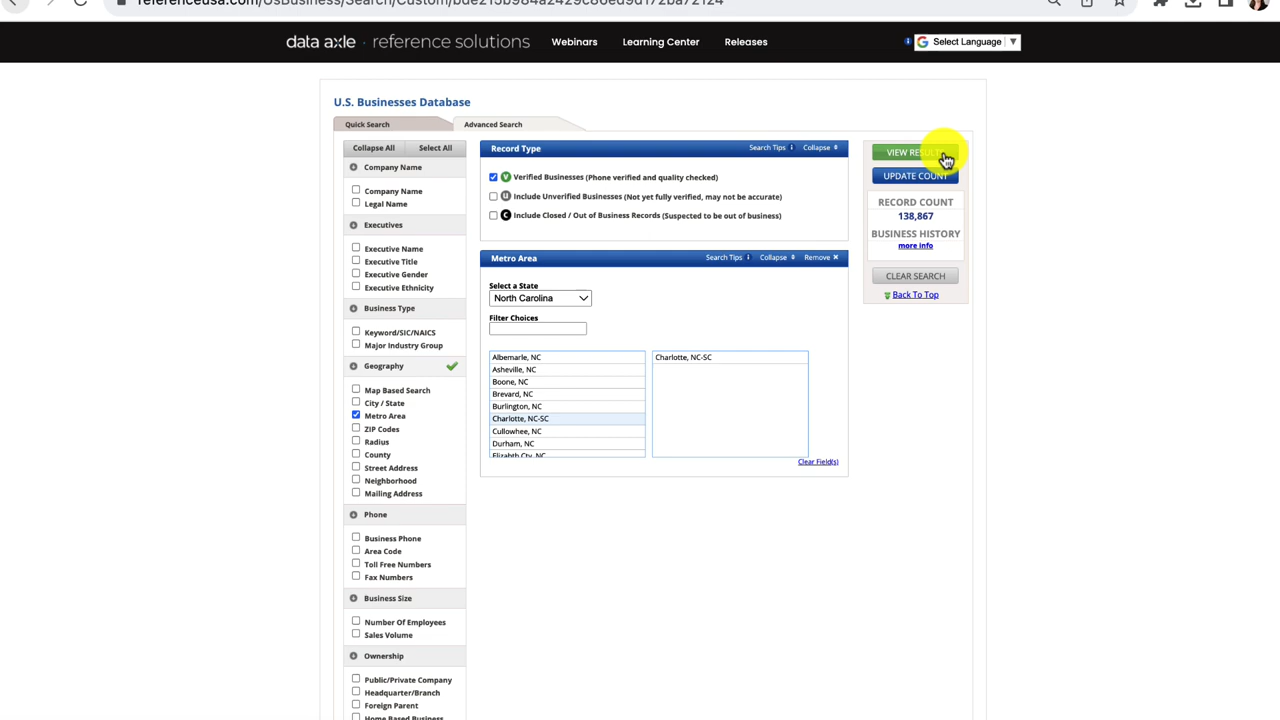 referenceusa.com/UsBusiness/Search/Custom/bde215b984a2429c86ed9d172ba72124
data axle · reference solutions
Webinars
Learning Center
Releases
Select Language ▼
U.S. Businesses Database
Quick Search
Advanced Search
Collapse All
Select All
Company Name
Company Name
Legal Name
Executives
Executive Name
Executive Title
Executive Gender
Executive Ethnicity
Business Type
Keyword/SIC/NAICS
Major Industry Group
Geography
Map Based Search
City / State
Metro Area
ZIP Codes
Radius
County
Street Address
Neighborhood
Mailing Address
Phone
Business Phone
Area Code
Toll Free Numbers
Fax Numbers
Business Size
Number Of Employees
Sales Volume
Ownership
Public/Private Company
Headquarter/Branch
Foreign Parent
Home Based Business
Record Type
Search Tips
Collapse
V Verified Businesses (Phone verified and quality checked)
U Include Unverified Businesses (Not yet fully verified, may not be accurate)
C Include Closed / Out of Business Records (Suspected to be out of business)
Metro Area
Search Tips
Collapse
Remove
Select a State
North Carolina
Filter Choices
Albemarle, NC
Asheville, NC
Boone, NC
Brevard, NC
Burlington, NC
Charlotte, NC-SC
Cullowhee, NC
Durham, NC
Elizabth Cty, NC
Charlotte, NC-SC
Clear Field(s)
VIEW RESULTS
UPDATE COUNT
RECORD COUNT
138,867
BUSINESS HISTORY
more info
CLEAR SEARCH
Back To Top